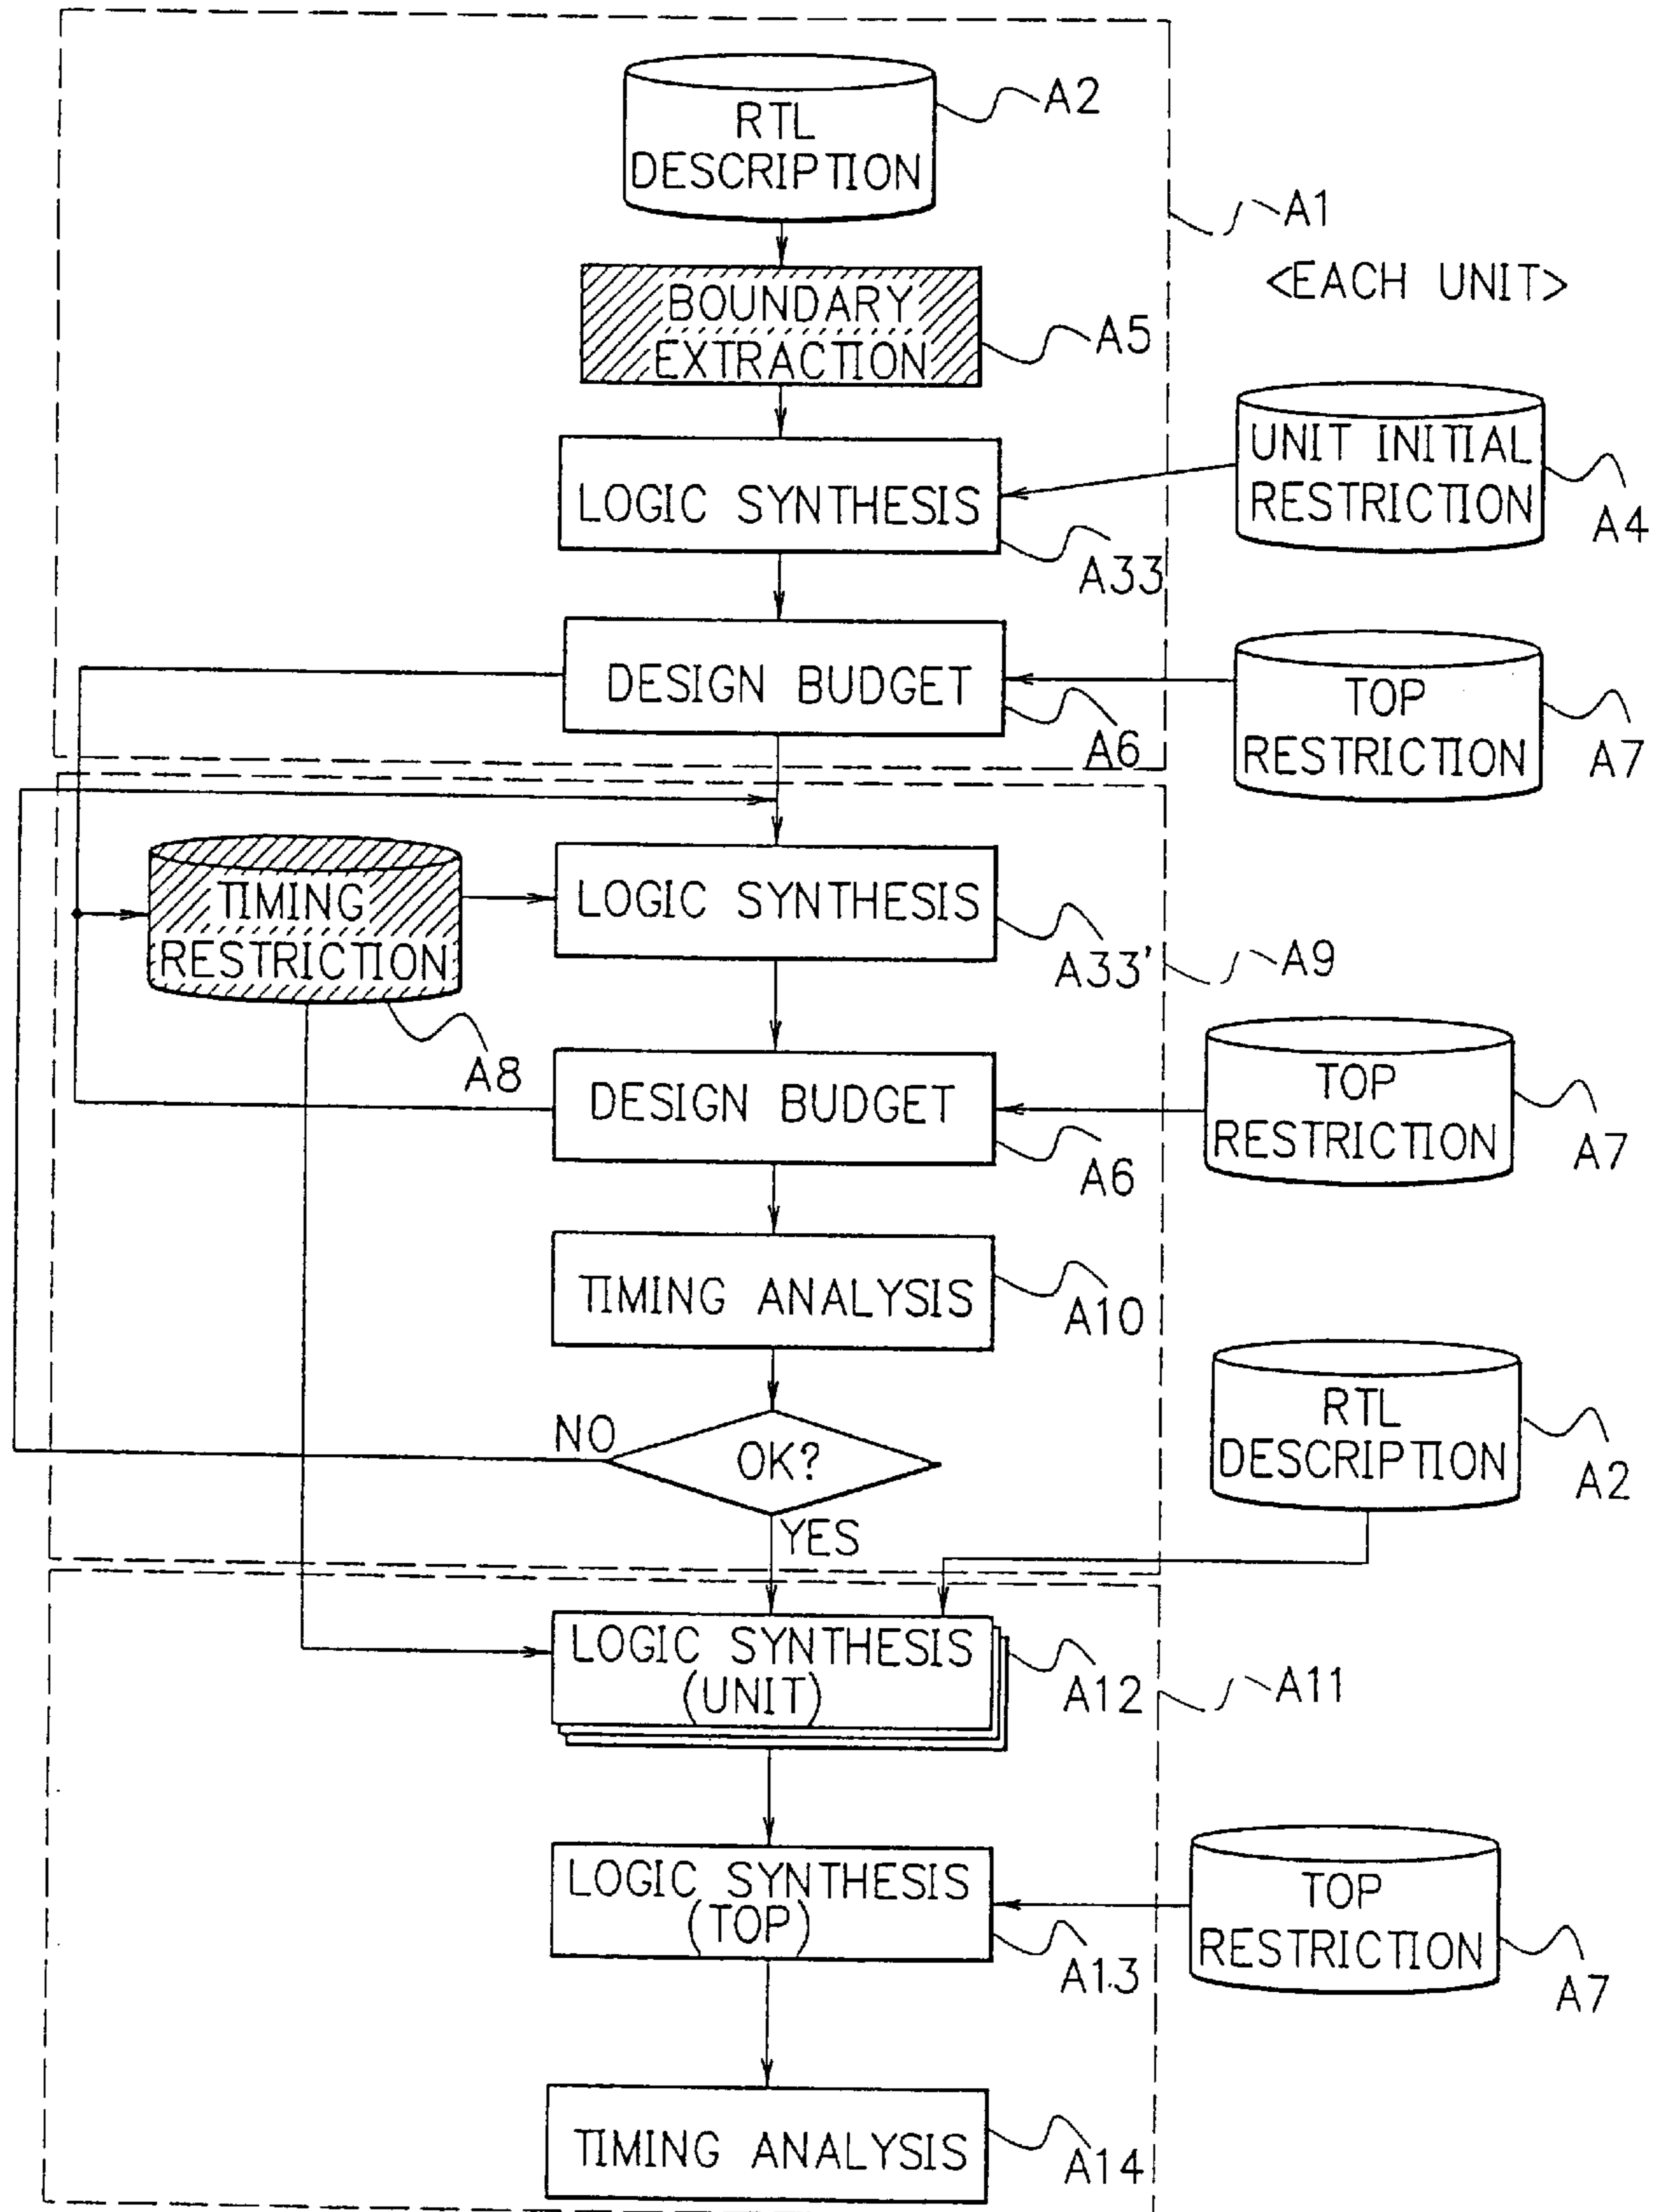 RTL
DESCRIPTION
A2
A1
<EACH UNIT>
BOUNDARY
EXTRACTION
A5
UNIT INITIAL
RESTRICTION
A4
LOGIC SYNTHESIS
A33
DESIGN BUDGET
A6
TOP
RESTRICTION
A7
TIMING
RESTRICTION
A8
LOGIC SYNTHESIS
A33'
A9
DESIGN BUDGET
A6
TOP
RESTRICTION
A7
TIMING ANALYSIS
A10
RTL
DESCRIPTION
A2
NO
OK?
YES
LOGIC SYNTHESIS
(UNIT)
A12
A11
LOGIC SYNTHESIS
(TOP)
A13
TOP
RESTRICTION
A7
TIMING ANALYSIS
A14